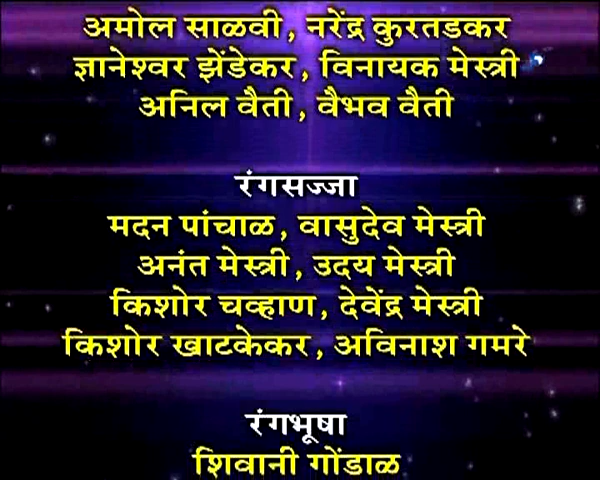 अमोल साळवी, नरेंद्र कुरतडकर
ज्ञानेश्वर झेंडेकर, विनायक मेस्त्री
अनिल वैती, वैभव वैती
रंगसज्जा
मदन पांचाळ, वासुदेव मेस्त्री
अनंत मेस्त्री, उदय मेस्त्री
किशोर चव्हाण, देवेंद्र मेस्त्री
किशोर खाटकेकर, अविनाश गमरे
रंगभूषा
शिवानी गोंडाळ